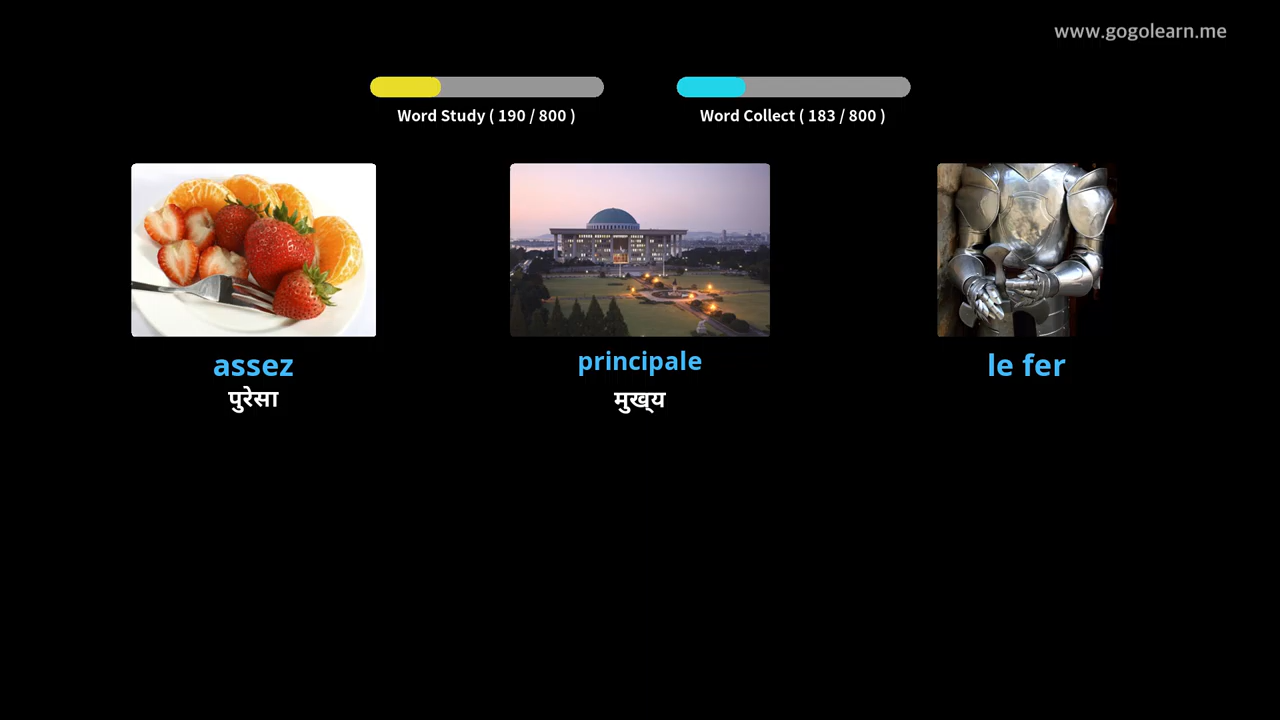 www.gogolearn.me
Word Study ( 190 / 800 )
Word Collect ( 183 / 800 )
assez
principale
le fer
पुरेसा
मुख्य